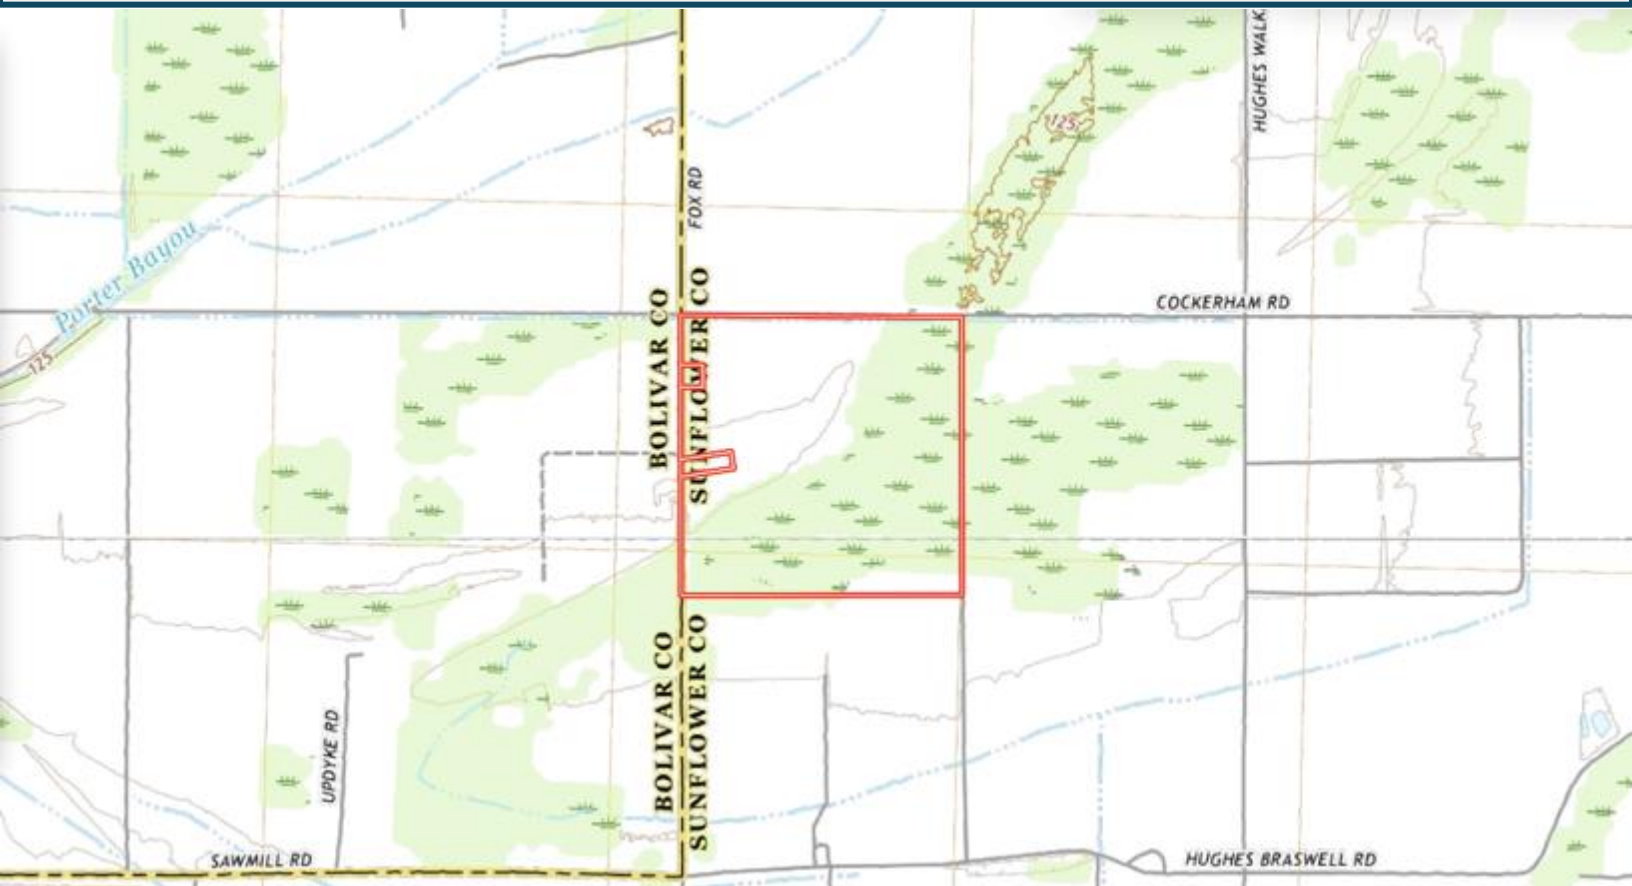 HUGHES WALK
125
FOX RD
Porter Bayou
COCKERHAM RD
BOLIVAR CO
SUNFLOWER CO
125
BOLIVAR CO
SUNFLOWER CO
UPDYKE RD
SAWMILL RD
HUGHES BRASWELL RD